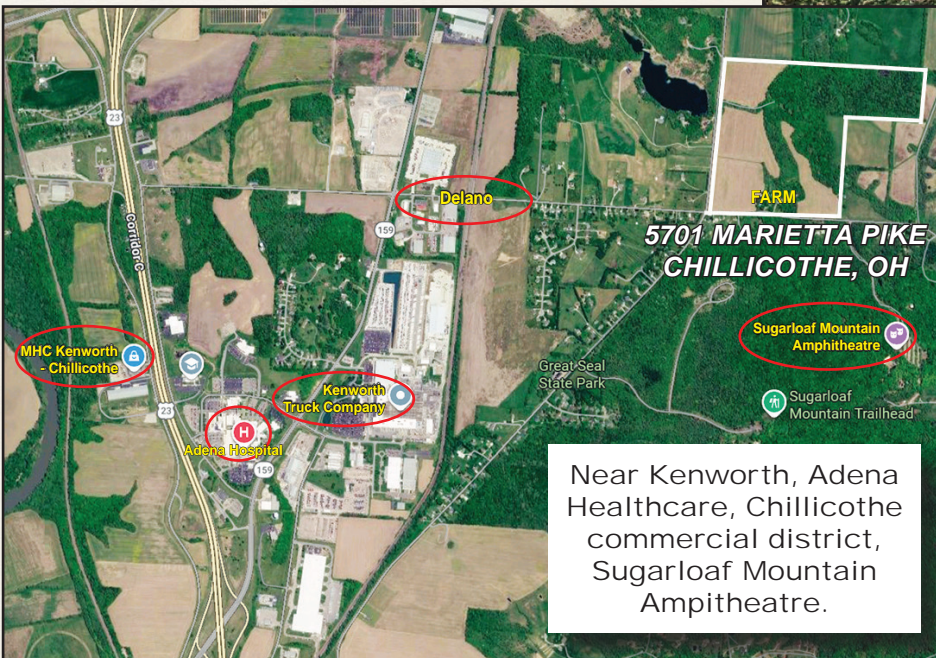 23
Corridor C
159
Delano
FARM
5701 MARIETTA PIKE
CHILLICOTHE, OH
MHC Kenworth
- Chillicothe
Sugarloaf Mountain
Amphitheatre
Great Seal
State Park
Kenworth
Truck Company
Sugarloaf
Mountain Trailhead
23
H
Adena Hospital
159
Near Kenworth, Adena
Healthcare, Chillicothe
commercial district,
Sugarloaf Mountain
Ampitheatre.